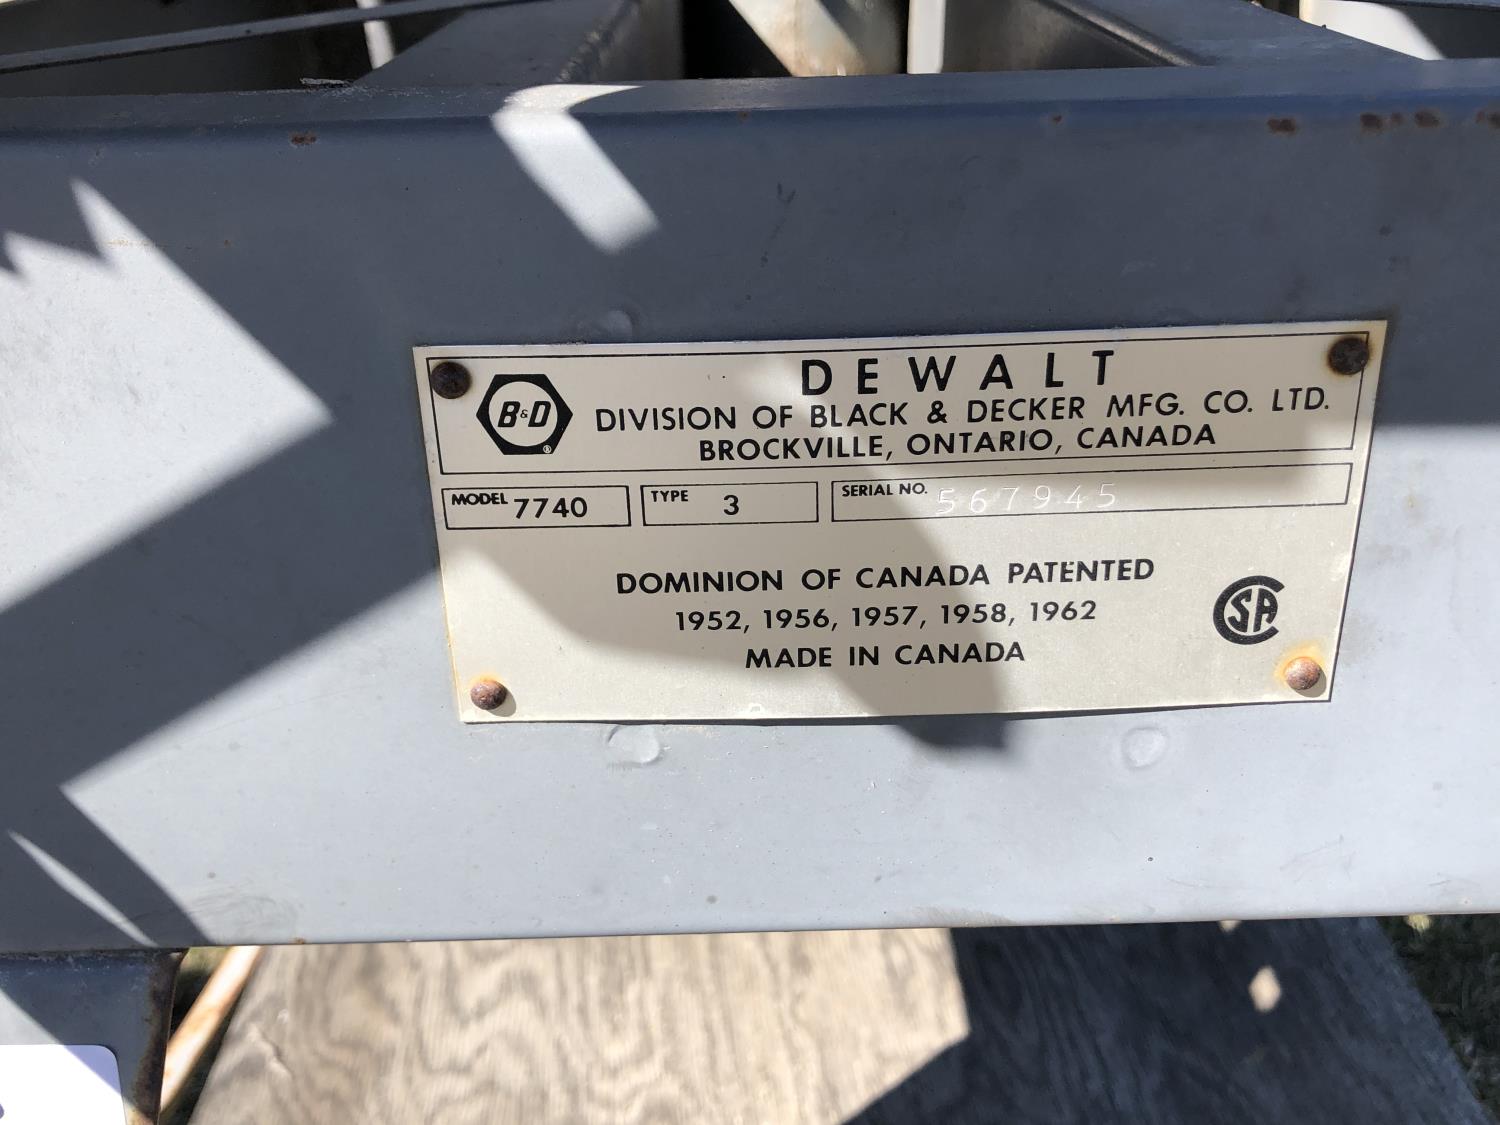 DEWALT
B&D ® DIVISION OF BLACK & DECKER MFG. CO. LTD.
BROCKVILLE, ONTARIO, CANADA
MODEL 7740 TYPE 3 SERIAL NO. 567945
DOMINION OF CANADA PATENTED
1952, 1956, 1957, 1958, 1962
CSA
MADE IN CANADA